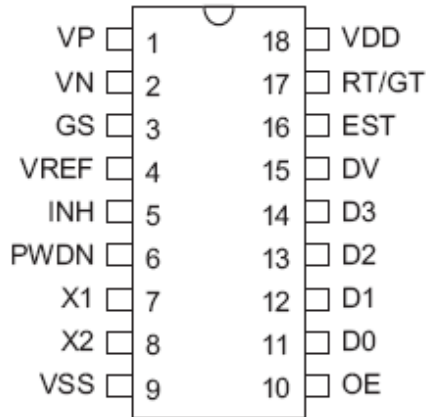 VP 1 18 VDD
VN 2 17 RT/GT
GS 3 16 EST
VREF 4 15 DV
INH 5 14 D3
PWDN 6 13 D2
X1 7 12 D1
X2 8 11 D0
VSS 9 10 OE